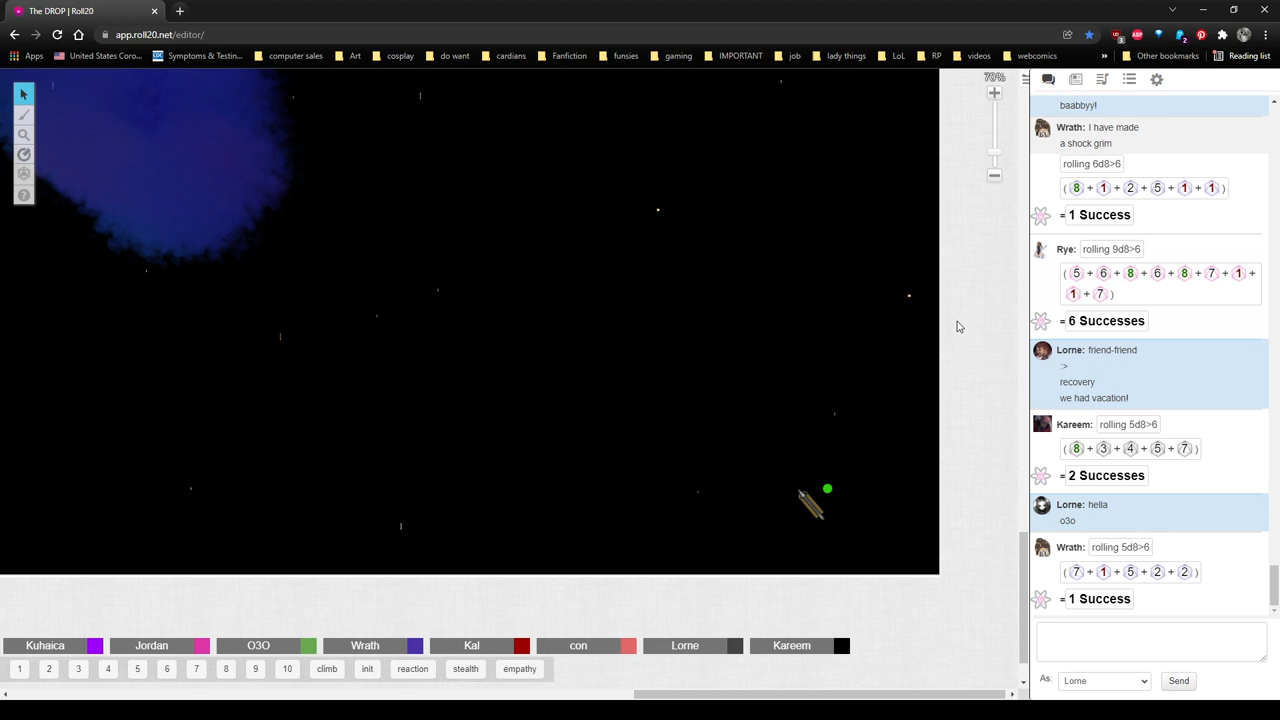 The DROP | Roll20
app.roll20.net/editor/
Apps United States Coro... Symptoms & Testin... computer sales Art cosplay do want cardians Fanfiction funsies gaming IMPORTANT job lady things LoL RP videos webcomics » Other bookmarks Reading list
70%
baabbyy!
Wrath: I have made
a shock grim
rolling 6d8>6
(8+1+2+5+1+1)
=1 Success
Rye: rolling 9d8>6
(5+6+8+6+8+7+1+
1+7)
=6 Successes
Lorne: friend-friend
:>
recovery
we had vacation!
Kareem: rolling 5d8>6
(8+3+4+5+7)
=2 Successes
Lorne: hella
o3o
Wrath: rolling 5d8>6
(7+1+5+2+2)
=1 Success
Kuhaica Jordan O3O Wrath Kal con Lorne Kareem
1 2 3 4 5 6 7 8 9 10 climb init reaction stealth empathy
As: Lorne Send